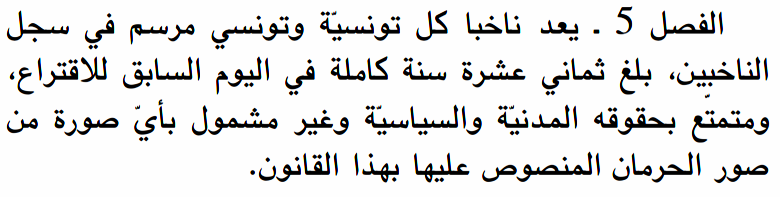 الفصل 5 ـ يعد ناخبا كل تونسيّة وتونسي مرسم في سجل
الناخبين، بلغ ثماني عشرة سنة كاملة في اليوم السابق للاقتراع،
ومتمتّع بحقوقه المدنيّة والسياسيّة وغير مشمول بأيّ صورة من
صور الحرمان المنصوص عليها بهذا القانون.